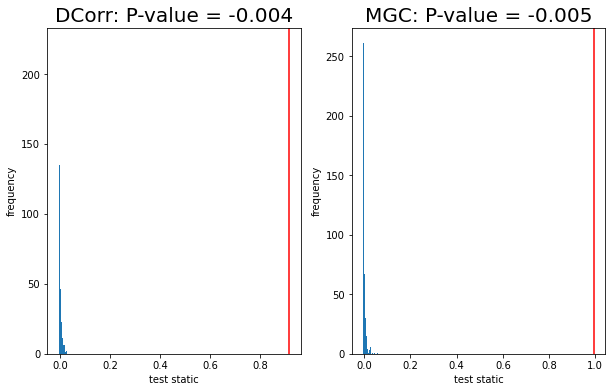 DCorr: P-value = -0.004
frequency
200
150
100
50
0
0.0 0.2 0.4 0.6 0.8
test static
MGC: P-value = -0.005
frequency
250
200
150
100
50
0
0.0 0.2 0.4 0.6 0.8 1.0
test static